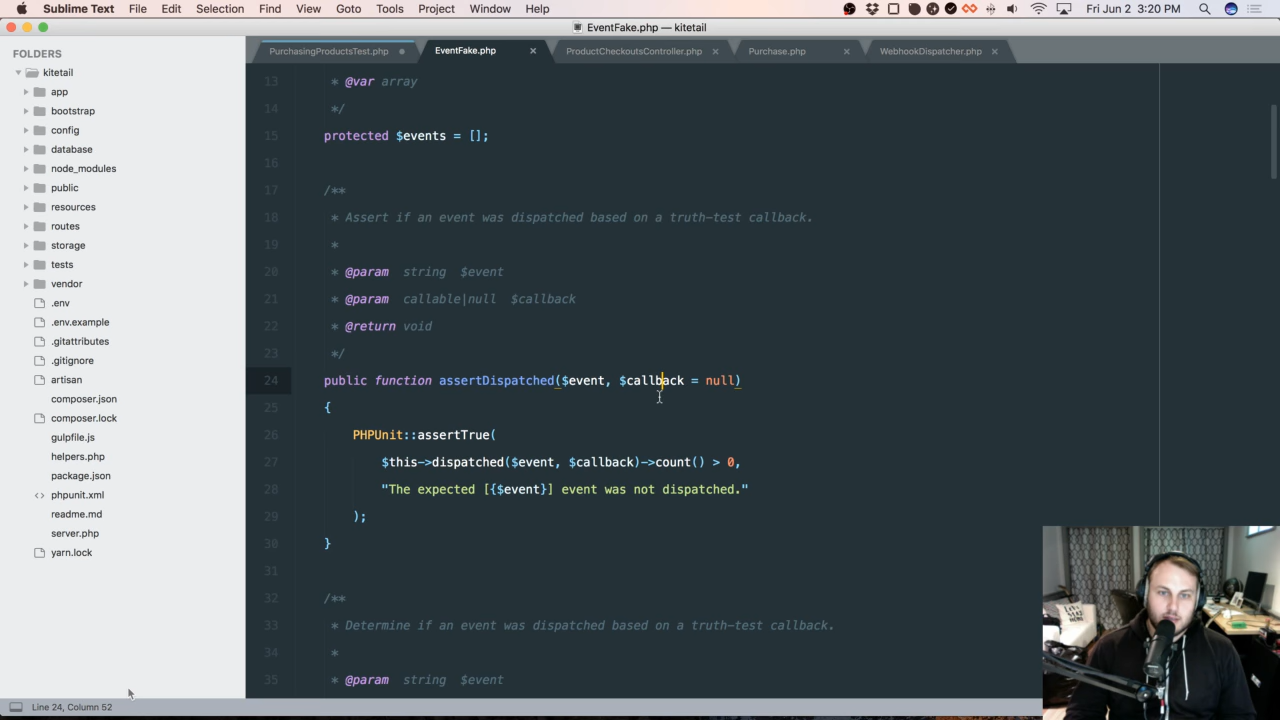 Sublime Text File Edit Selection Find View Goto Tools Project Window Help Fri Jun 2 3:20 PM
EventFake.php — kitetail
FOLDERS
kitetail
app
bootstrap
config
database
node_modules
public
resources
routes
storage
tests
vendor
.env
.env.example
.gitattributes
.gitignore
artisan
composer.json
composer.lock
gulpfile.js
helpers.php
package.json
<> phpunit.xml
readme.md
server.php
yarn.lock
PurchasingProductsTest.php EventFake.php ProductCheckoutsController.php Purchase.php WebhookDispatcher.php
13 * @var array
14 */
15 protected $events = [];
16
17 /**
18 * Assert if an event was dispatched based on a truth-test callback.
19 *
20 * @param string $event
21 * @param callable|null $callback
22 * @return void
23 */
24 public function assertDispatched($event, $callback = null)
25 {
26 PHPUnit::assertTrue(
27 $this->dispatched($event, $callback)->count() > 0,
28 "The expected [{$event}] event was not dispatched."
29 );
30 }
31
32 /**
33 * Determine if an event was dispatched based on a truth-test callback.
34 *
35 * @param string $event
Line 24, Column 52